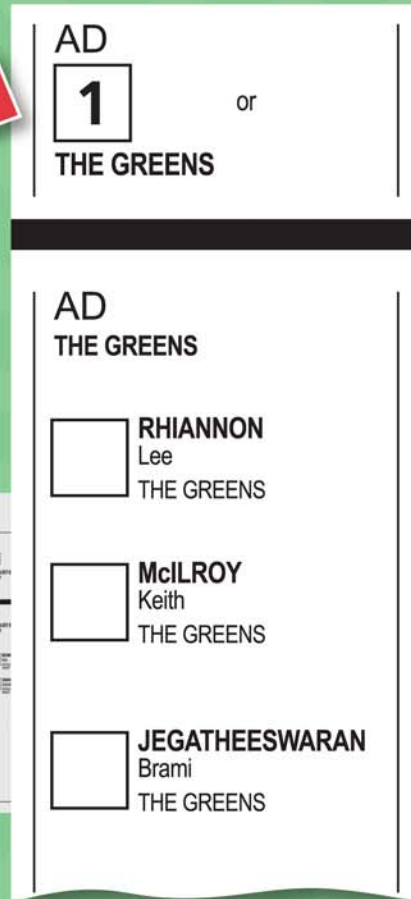 AD
1 or
THE GREENS
AD
THE GREENS
RHIANNON
Lee
THE GREENS
McILROY
Keith
THE GREENS
JEGATHEESWARAN
Brami
THE GREENS